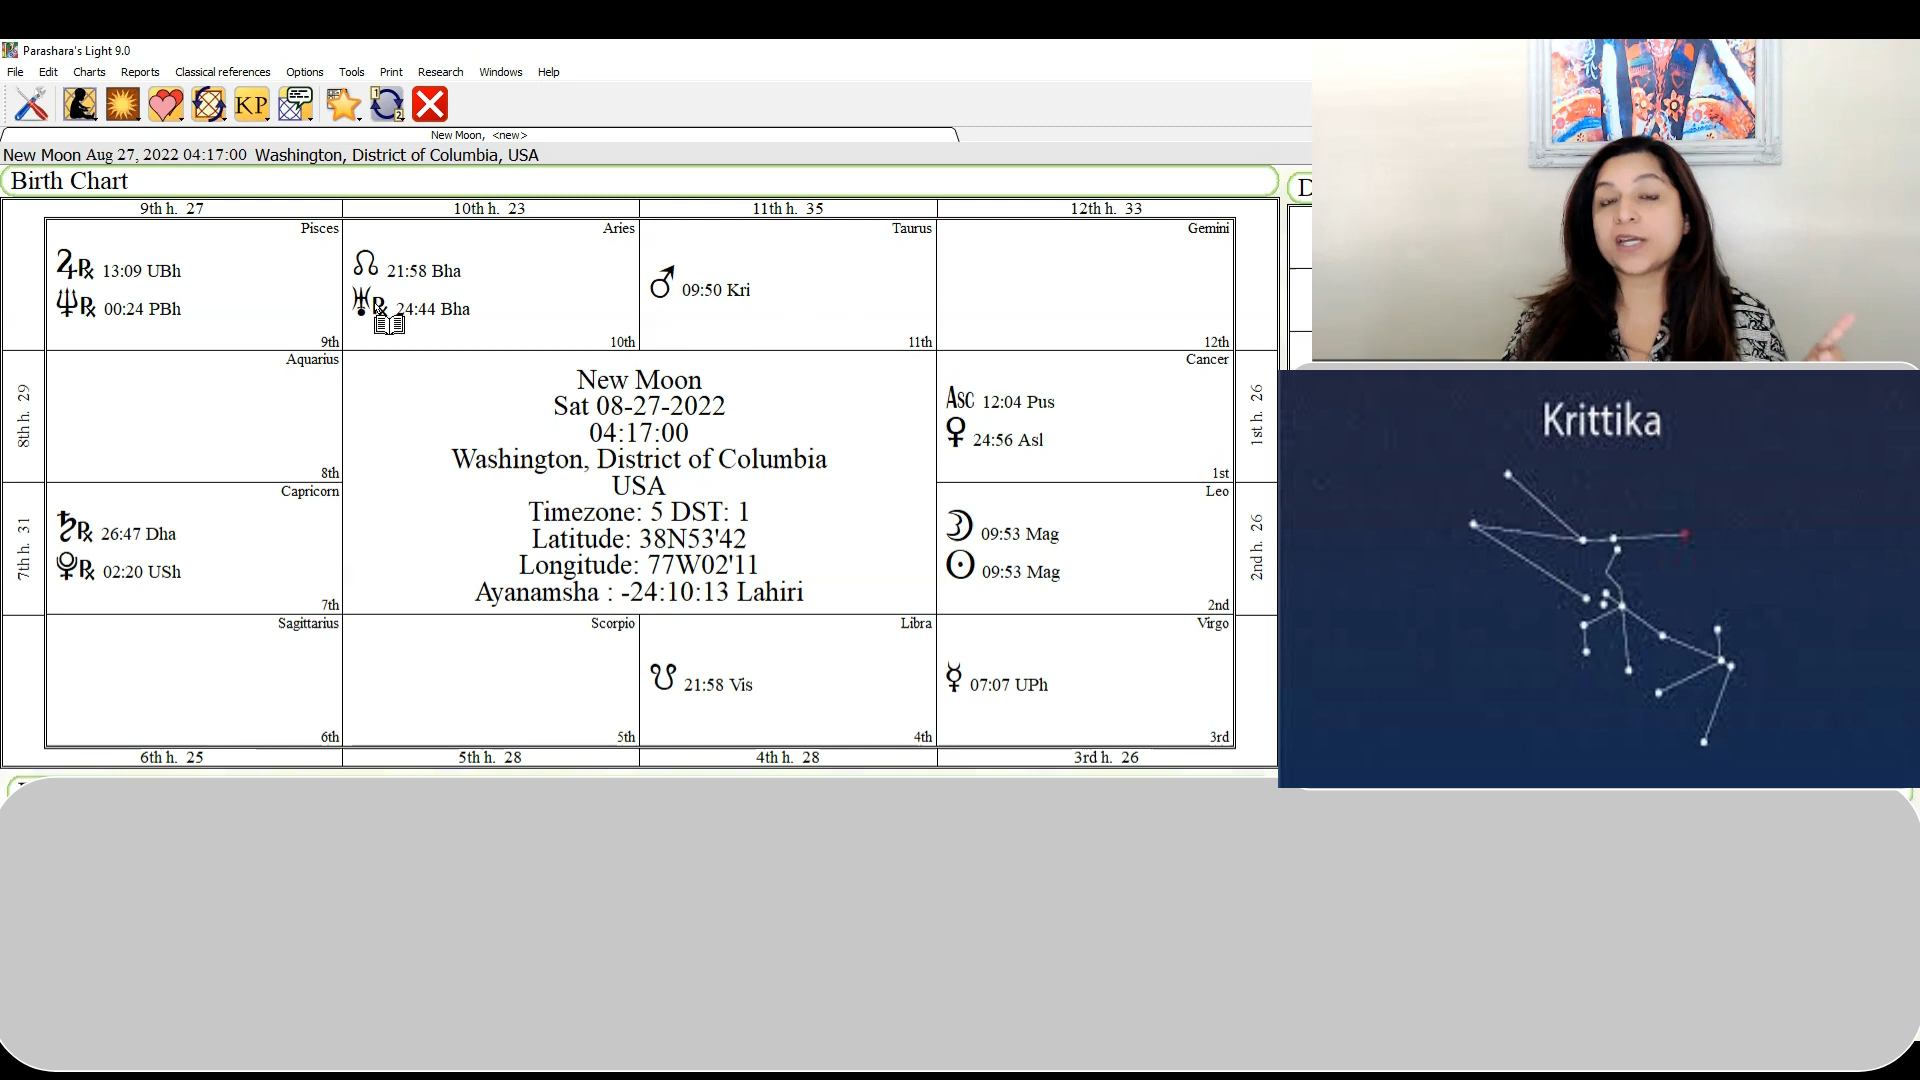 Parashara's Light 9.0
File Edit Charts Reports Classical references Options Tools Print Research Windows Help
KP
1
2
New Moon, <new>
New Moon Aug 27, 2022 04:17:00 Washington, District of Columbia, USA
Birth Chart
D
9th h. 27
10th h. 23
11th h. 35
12th h. 33
Pisces
♃℞ 13:09 UBh
♆℞ 00:24 PBh
9th
Aries
☊ 21:58 Bha
♅℞ 24:44 Bha
10th
Taurus
♂ 09:50 Kri
11th
Gemini
12th
8th h. 29
Aquarius
8th
New Moon
Sat 08-27-2022
04:17:00
Washington, District of Columbia
USA
Timezone: 5 DST: 1
Latitude: 38N53'42
Longitude: 77W02'11
Ayanamsha : -24:10:13 Lahiri
Cancer
Asc 12:04 Pus
♀ 24:56 Asl
1st
1st h. 26
7th h. 31
Capricorn
♄℞ 26:47 Dha
♇℞ 02:20 USh
7th
Leo
☽ 09:53 Mag
☉ 09:53 Mag
2nd
2nd h. 26
Sagittarius
6th
Scorpio
5th
Libra
☋ 21:58 Vis
4th
Virgo
☿ 07:07 UPh
3rd
6th h. 25
5th h. 28
4th h. 28
3rd h. 26
Krittika